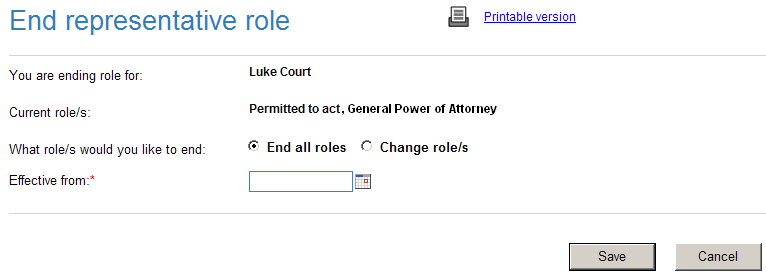 End representative role
Printable version
You are ending role for: Luke Court
Current role/s: Permitted to act, General Power of Attorney
What role/s would you like to end: End all roles Change role/s
Effective from:*
Save Cancel